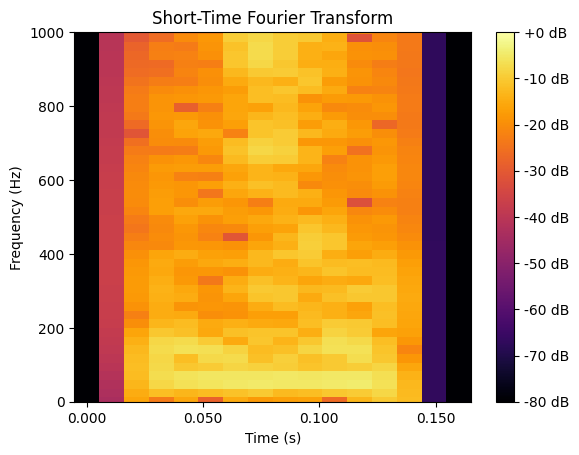 Short-Time Fourier Transform
1000
800
600
400
200
0
Frequency (Hz)
0.000
0.050
0.100
0.150
Time (s)
+0 dB
-10 dB
-20 dB
-30 dB
-40 dB
-50 dB
-60 dB
-70 dB
-80 dB